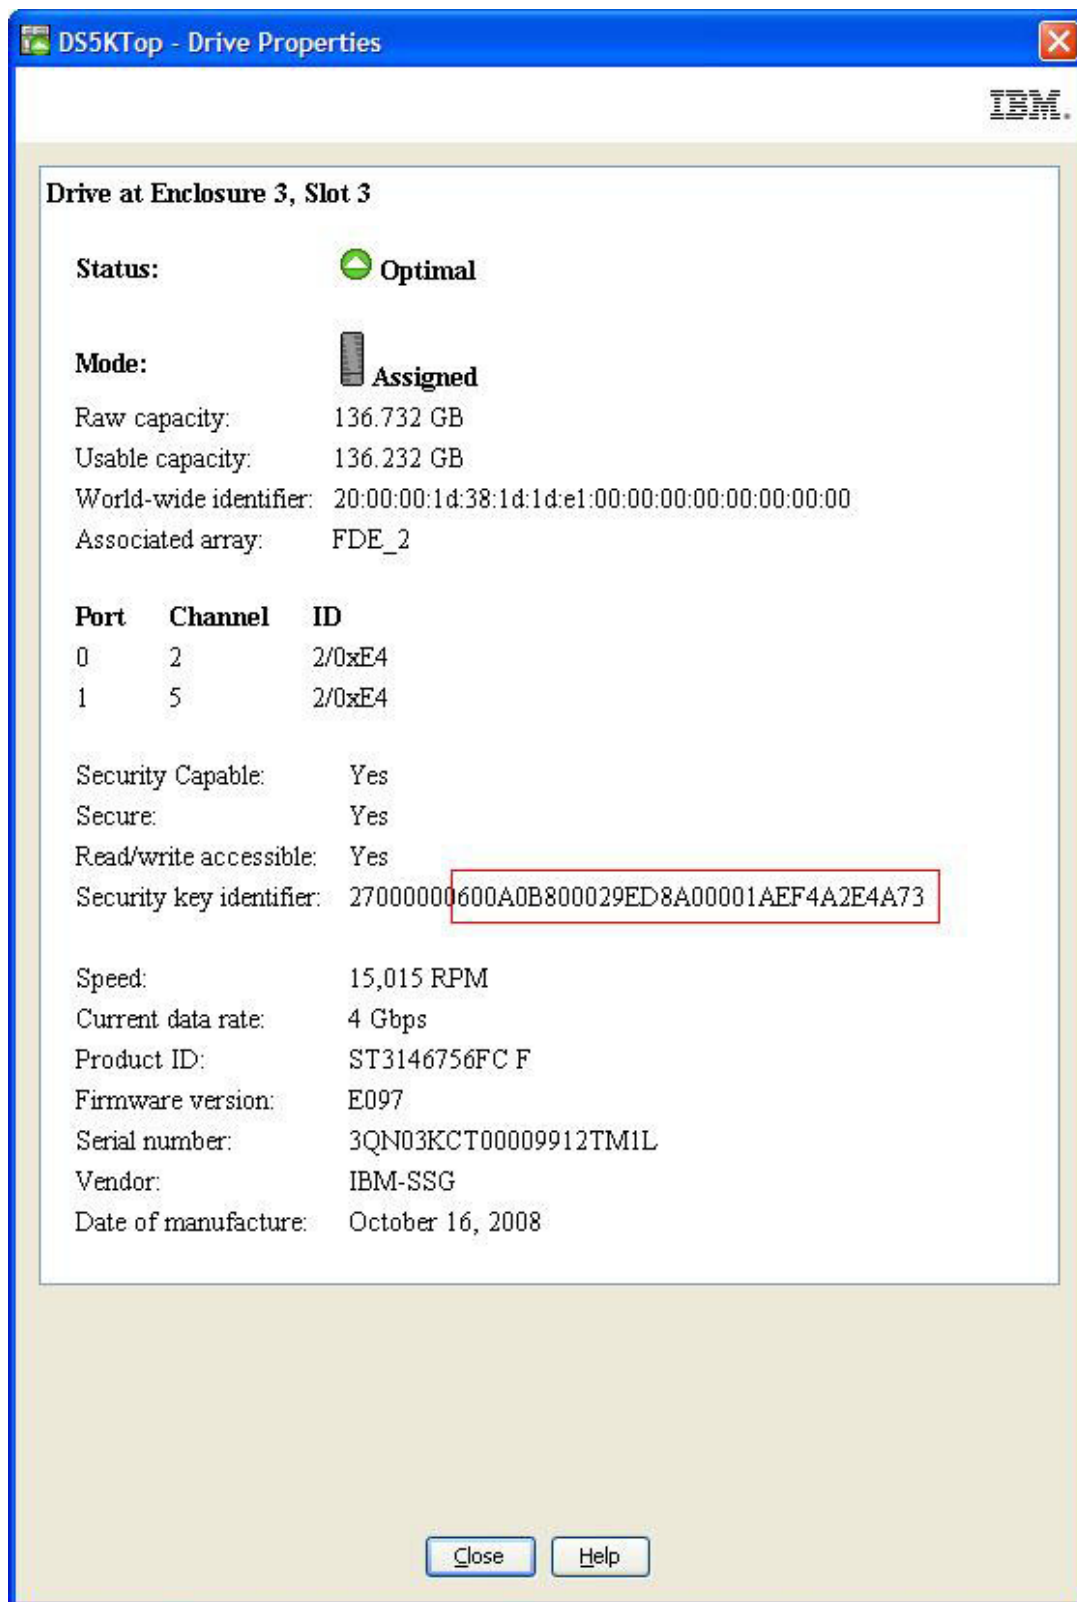 DS5KTop - Drive Properties
IBM.
Drive at Enclosure 3, Slot 3
Status: Optimal
Mode: Assigned
Raw capacity: 136.732 GB
Usable capacity: 136.232 GB
World-wide identifier: 20:00:00:1d:38:1d:1d:e1:00:00:00:00:00:00:00:00
Associated array: FDE_2
Port Channel ID
0 2 2/0xE4
1 5 2/0xE4
Security Capable: Yes
Secure: Yes
Read/write accessible: Yes
Security key identifier: 27000000600A0B800029ED8A00001AEF4A2E4A73
Speed: 15,015 RPM
Current data rate: 4 Gbps
Product ID: ST3146756FC F
Firmware version: E097
Serial number: 3QN03KCT00009912TM1L
Vendor: IBM-SSG
Date of manufacture: October 16, 2008
Close Help